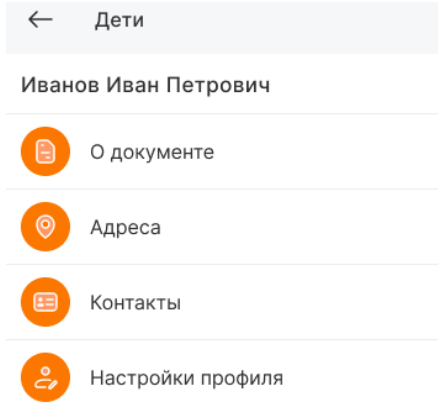 Дети
Иванов Иван Петрович
О документе
Адреса
Контакты
Настройки профиля